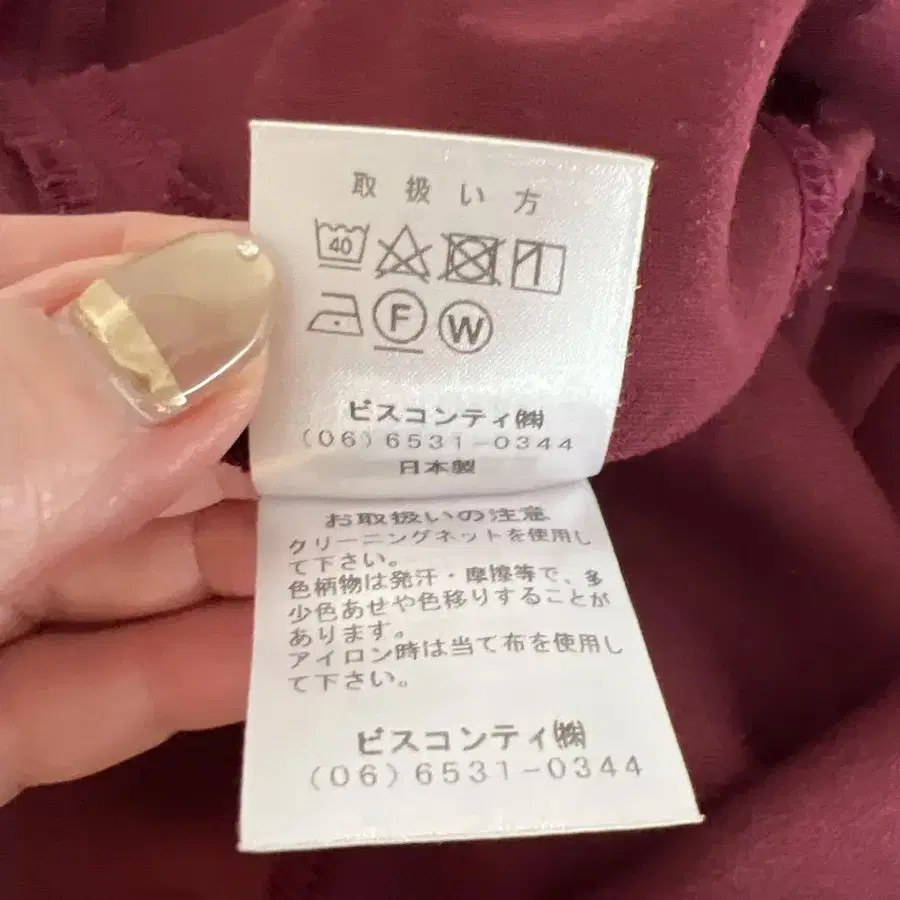 取扱い方
40
F W
ビスコンティ㈱
(06)6531-0344
日本製
お取扱いの注意
クリーニングネットを使用し
て下さい。
色柄物は発汗・摩擦等で、多
少色あせや色移りすることが
あります。
アイロン時は当て布を使用し
て下さい。
ビスコンティ㈱
(06)6531-0344